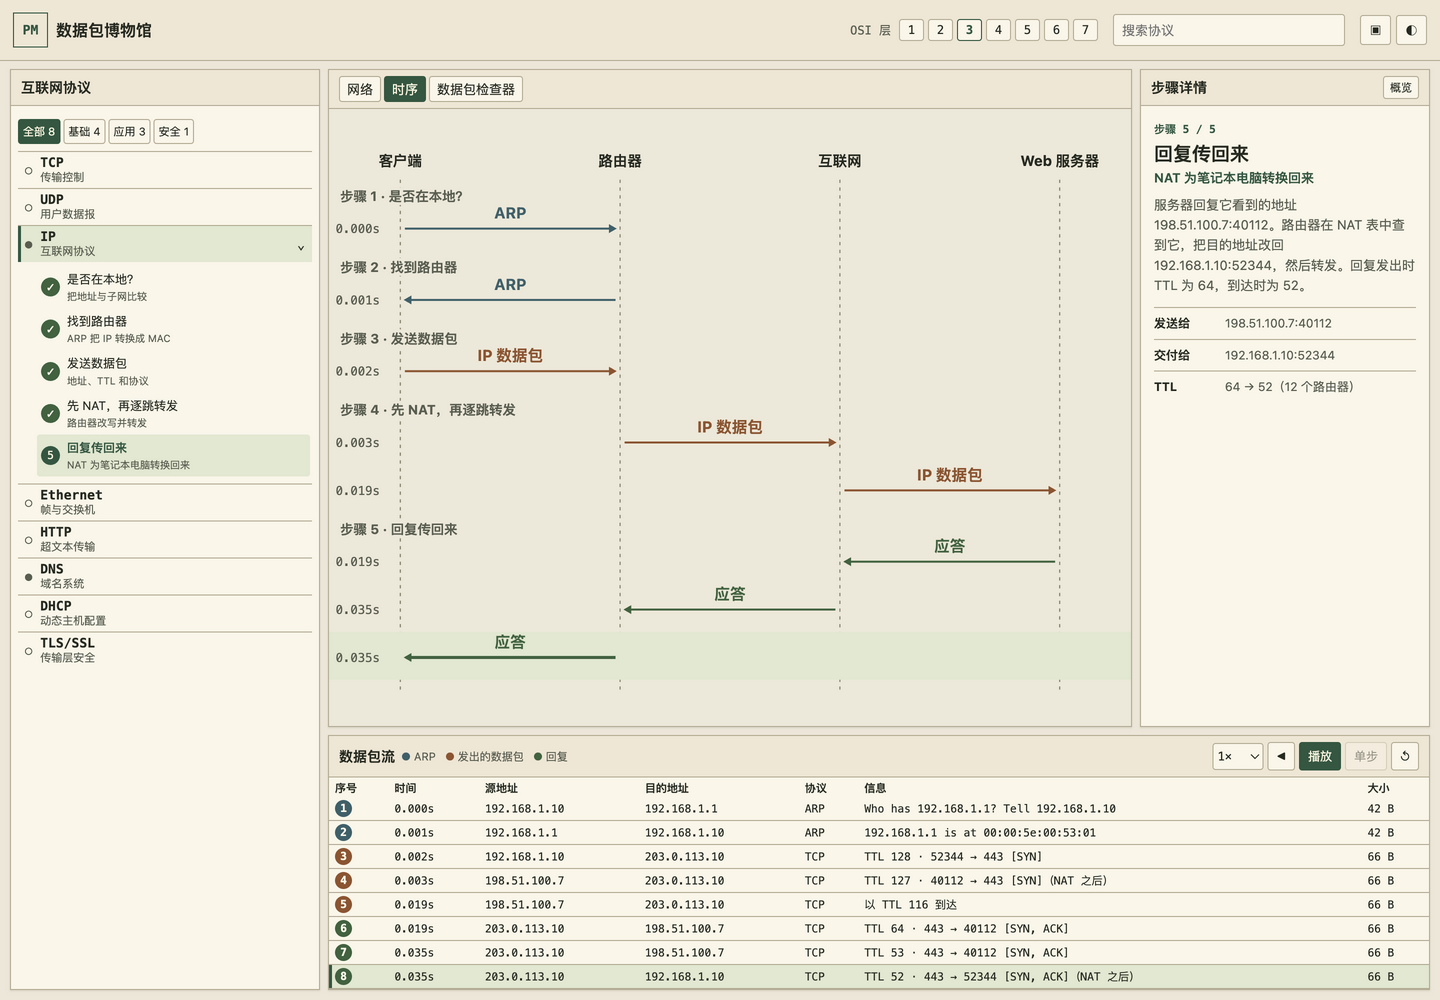 PM 数据包博物馆
OSI 层 1 2 3 4 5 6 7
搜索协议
互联网协议
全部 8 基础 4 应用 3 安全 1
TCP
传输控制
UDP
用户数据报
IP
互联网协议
是否在本地?
把地址与子网比较
找到路由器
ARP 把 IP 转换成 MAC
发送数据包
地址、TTL 和协议
先 NAT，再逐跳转发
路由器改写并转发
5 回复传回来
NAT 为笔记本电脑转换回来
Ethernet
帧与交换机
HTTP
超文本传输
DNS
域名系统
DHCP
动态主机配置
TLS/SSL
传输层安全
网络 时序 数据包检查器
客户端 路由器 互联网 Web 服务器
步骤 1 · 是否在本地?
ARP
0.000s
步骤 2 · 找到路由器
ARP
0.001s
步骤 3 · 发送数据包
IP 数据包
0.002s
步骤 4 · 先 NAT，再逐跳转发
IP 数据包
0.003s
IP 数据包
0.019s
步骤 5 · 回复传回来
应答
0.019s
应答
0.035s
应答
0.035s
步骤详情 概览
步骤 5 / 5
回复传回来
NAT 为笔记本电脑转换回来
服务器回复它看到的地址
198.51.100.7:40112。路由器在 NAT 表中查
到它，把目的地址改回
192.168.1.10:52344，然后转发。回复发出时
TTL 为 64，到达时为 52。
发送给 198.51.100.7:40112
交付给 192.168.1.10:52344
TTL 64 → 52（12 个路由器）
数据包流 ARP 发出的数据包 回复
1× 播放 单步
序号 时间 源地址 目的地址 协议 信息 大小
1 0.000s 192.168.1.10 192.168.1.1 ARP Who has 192.168.1.1? Tell 192.168.1.10 42 B
2 0.001s 192.168.1.1 192.168.1.10 ARP 192.168.1.1 is at 00:00:5e:00:53:01 42 B
3 0.002s 192.168.1.10 203.0.113.10 TCP TTL 128 · 52344 → 443 [SYN] 66 B
4 0.003s 198.51.100.7 203.0.113.10 TCP TTL 127 · 40112 → 443 [SYN]（NAT 之后） 66 B
5 0.019s 198.51.100.7 203.0.113.10 TCP 以 TTL 116 到达 66 B
6 0.019s 203.0.113.10 198.51.100.7 TCP TTL 64 · 443 → 40112 [SYN, ACK] 66 B
7 0.035s 203.0.113.10 198.51.100.7 TCP TTL 53 · 443 → 40112 [SYN, ACK] 66 B
8 0.035s 203.0.113.10 192.168.1.10 TCP TTL 52 · 443 → 52344 [SYN, ACK]（NAT 之后） 66 B